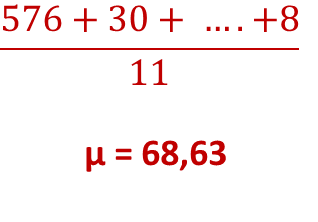 576 + 30 + .... +8
11
μ = 68,63